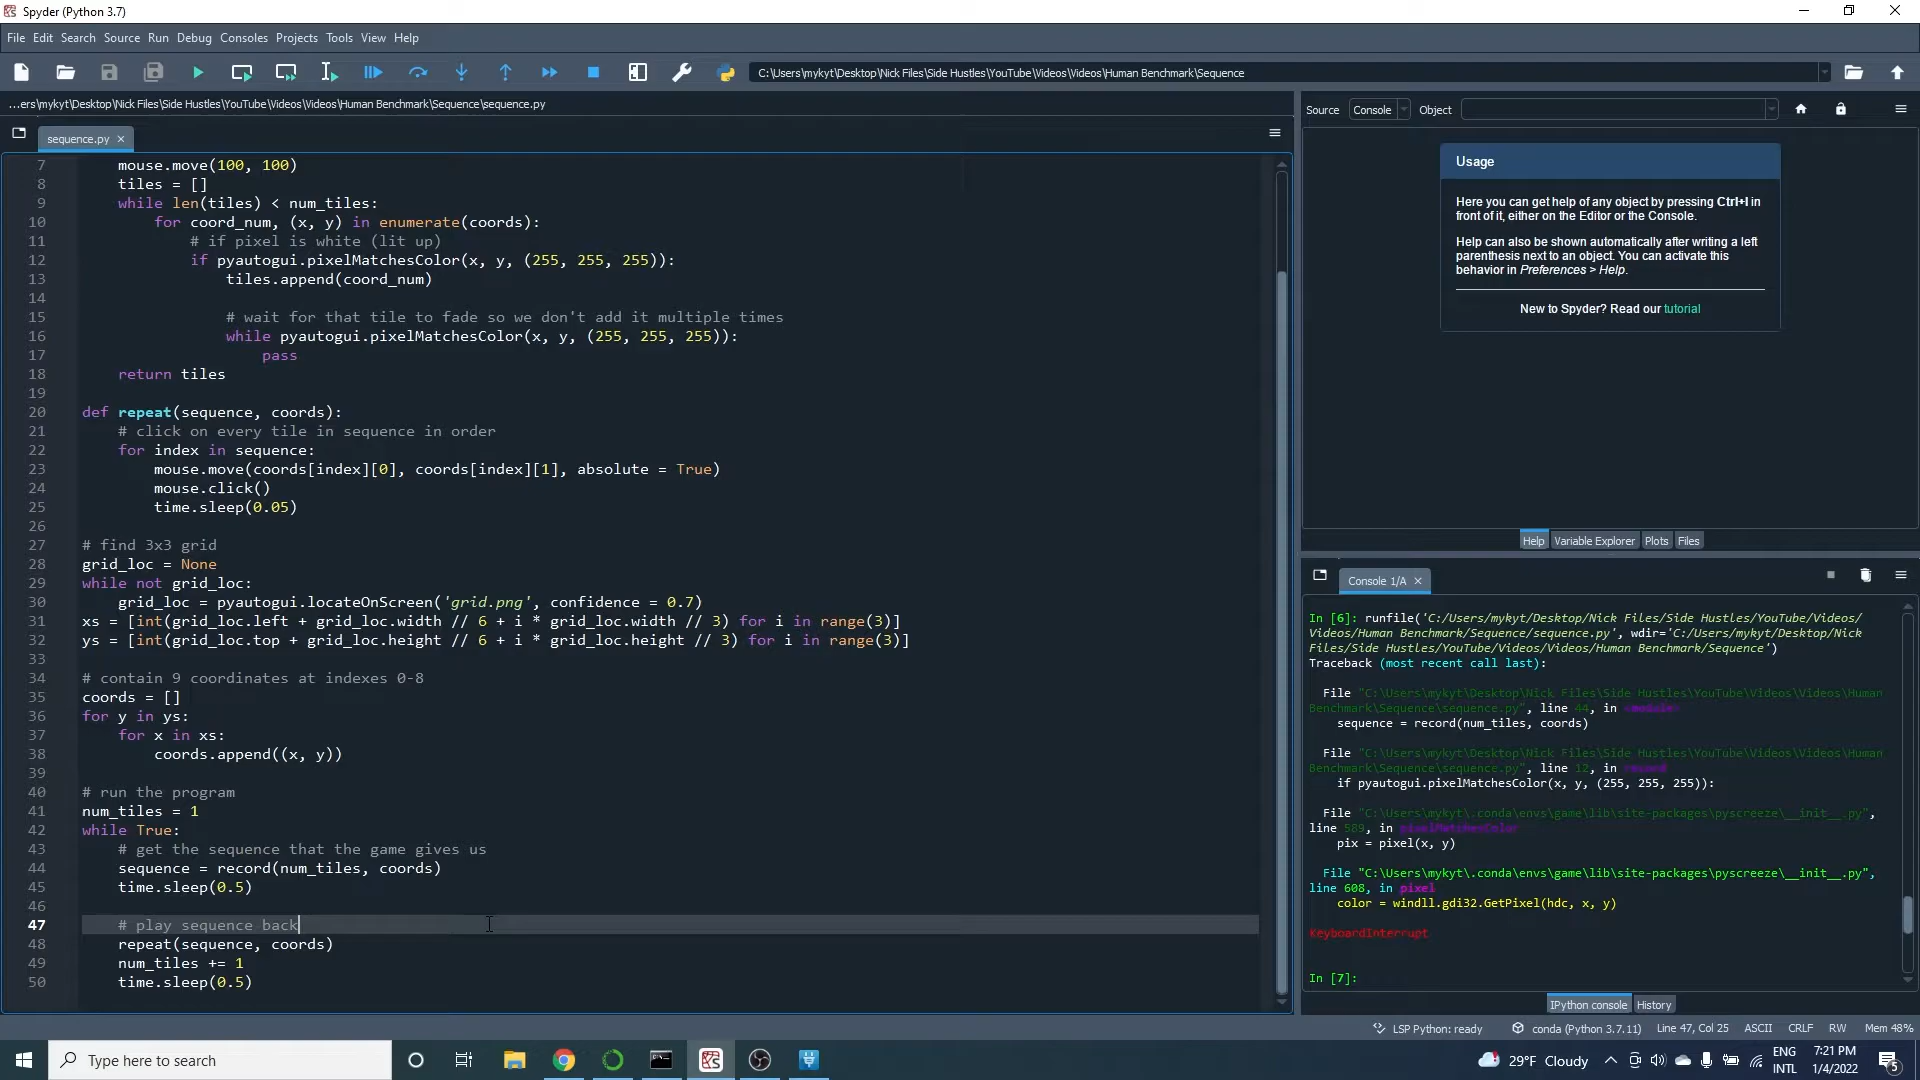 Spyder (Python 3.7)
File Edit Search Source Run Debug Consoles Projects Tools View Help
C:\Users\mykyt\Desktop\Nick Files\Side Hustles\YouTube\Videos\Videos\Human Benchmark\Sequence
...ers\mykyt\Desktop\Nick Files\Side Hustles\YouTube\Videos\Videos\Human Benchmark\Sequence\sequence.py
sequence.py
7 mouse.move(100, 100)
8 tiles = []
9 while len(tiles) < num_tiles:
10 for coord_num, (x, y) in enumerate(coords):
11 # if pixel is white (lit up)
12 if pyautogui.pixelMatchesColor(x, y, (255, 255, 255)):
13 tiles.append(coord_num)
14
15 # wait for that tile to fade so we don't add it multiple times
16 while pyautogui.pixelMatchesColor(x, y, (255, 255, 255)):
17 pass
18 return tiles
19
20 def repeat(sequence, coords):
21 # click on every tile in sequence in order
22 for index in sequence:
23 mouse.move(coords[index][0], coords[index][1], absolute = True)
24 mouse.click()
25 time.sleep(0.05)
26
27 # find 3x3 grid
28 grid_loc = None
29 while not grid_loc:
30 grid_loc = pyautogui.locateOnScreen('grid.png', confidence = 0.7)
31 xs = [int(grid_loc.left + grid_loc.width // 6 + i * grid_loc.width // 3) for i in range(3)]
32 ys = [int(grid_loc.top + grid_loc.height // 6 + i * grid_loc.height // 3) for i in range(3)]
33
34 # contain 9 coordinates at indexes 0-8
35 coords = []
36 for y in ys:
37 for x in xs:
38 coords.append((x, y))
39
40 # run the program
41 num_tiles = 1
42 while True:
43 # get the sequence that the game gives us
44 sequence = record(num_tiles, coords)
45 time.sleep(0.5)
46
47 # play sequence back
48 repeat(sequence, coords)
49 num_tiles += 1
50 time.sleep(0.5)
Source Console Object
Usage
Here you can get help of any object by pressing Ctrl+I in
front of it, either on the Editor or the Console.
Help can also be shown automatically after writing a left
parenthesis next to an object. You can activate this
behavior in Preferences > Help.
New to Spyder? Read our tutorial
Help Variable Explorer Plots Files
Console 1/A
In [6]: runfile('C:/Users/mykyt/Desktop/Nick Files/Side Hustles/YouTube/Videos/
Videos/Human Benchmark/Sequence/sequence.py', wdir='C:/Users/mykyt/Desktop/Nick
Files/Side Hustles/YouTube/Videos/Videos/Human Benchmark/Sequence')
Traceback (most recent call last):
File "C:\Users\mykyt\Desktop\Nick Files\Side Hustles\YouTube\Videos\Videos\Human
Benchmark\Sequence\sequence.py", line 44, in <module>
sequence = record(num_tiles, coords)
File "C:\Users\mykyt\Desktop\Nick Files\Side Hustles\YouTube\Videos\Videos\Human
Benchmark\Sequence\sequence.py", line 12, in record
if pyautogui.pixelMatchesColor(x, y, (255, 255, 255)):
File "C:\Users\mykyt\.conda\envs\game\lib\site-packages\pyscreeze\__init__.py",
line 589, in pixelMatchesColor
pix = pixel(x, y)
File "C:\Users\mykyt\.conda\envs\game\lib\site-packages\pyscreeze\__init__.py",
line 608, in pixel
color = windll.gdi32.GetPixel(hdc, x, y)
KeyboardInterrupt
In [7]:
IPython console History
LSP Python: ready conda (Python 3.7.11) Line 47, Col 25 ASCII CRLF RW Mem 48%
Type here to search
29°F Cloudy
ENG
INTL
7:21 PM
1/4/2022
5